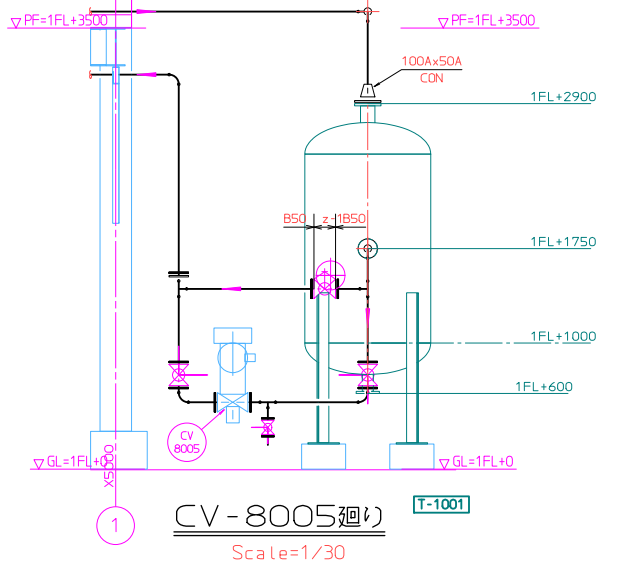 ▽PF=1FL+3500
▽PF=1FL+3500
100Ax50A
CON
1FL+2900
B50
z-1B50
1FL+1750
1FL+1000
1FL+600
CV
8005
▽GL=1FL+0
▽GL=1FL+0
X5000
1
T-1001
CV-8005廻り
Scale=1/30